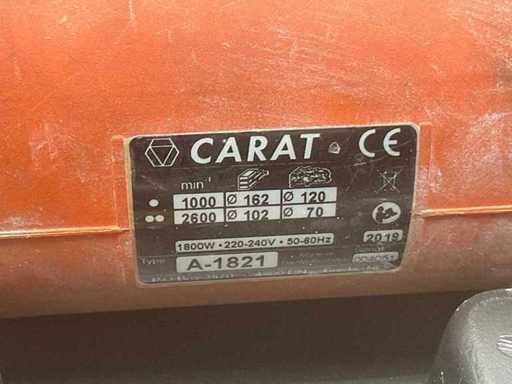 CARAT CE
min⁻¹
1000 Ø 162 Ø 120
2600 Ø 102 Ø 70
1800W • 220-240V • 50-60Hz 2019
Type A-1821